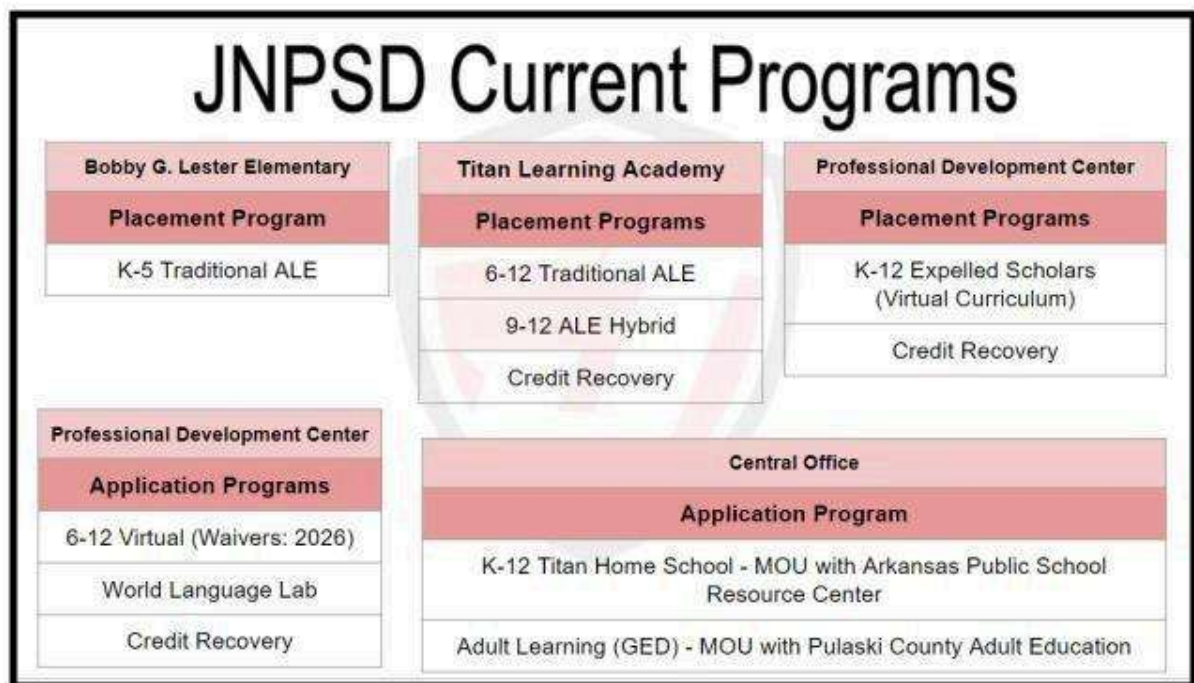 JNPSD Current Programs
Bobby G. Lester Elementary
Placement Program
K-5 Traditional ALE
Titan Learning Academy
Placement Programs
6-12 Traditional ALE
9-12 ALE Hybrid
Credit Recovery
Professional Development Center
Placement Programs
K-12 Expelled Scholars
(Virtual Curriculum)
Credit Recovery
Professional Development Center
Application Programs
6-12 Virtual (Waivers: 2026)
World Language Lab
Credit Recovery
Central Office
Application Program
K-12 Titan Home School - MOU with Arkansas Public School
Resource Center
Adult Learning (GED) - MOU with Pulaski County Adult Education